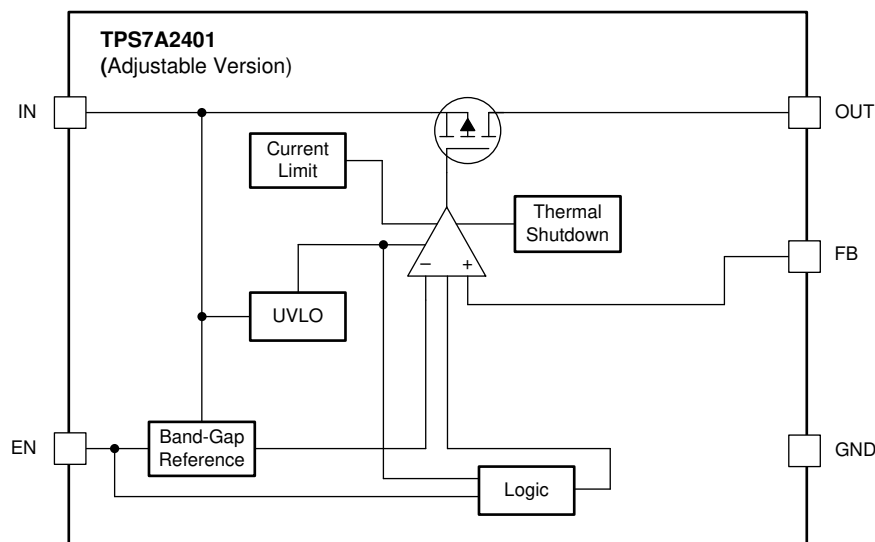 TPS7A2401
(Adjustable Version)
IN
OUT
Current
Limit
Thermal
Shutdown
− +
FB
UVLO
EN
Band-Gap
Reference
GND
Logic